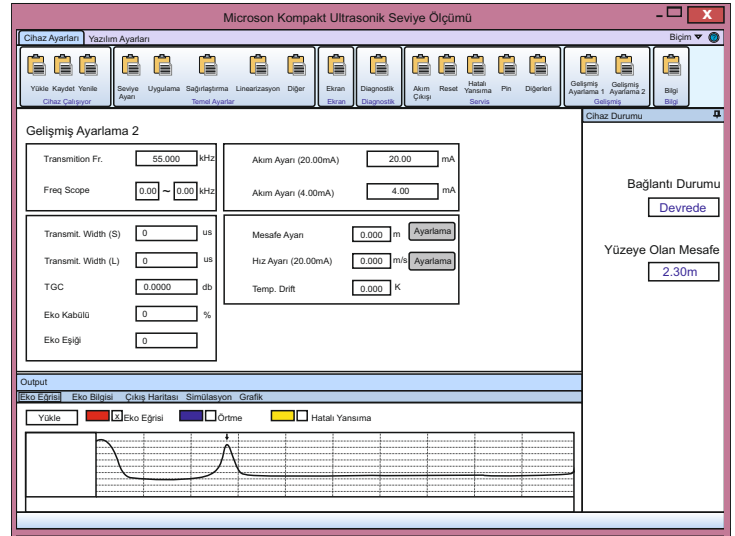 Microson Kompakt Ultrasonik Seviye Ölçümü
Cihaz Ayarları Yazılım Ayarları Biçim
Yükle Kaydet Yenile
Cihaz Çalışıyor
Seviye Ayarı Uygulama Sağırlaştırma Linearizasyon Diğer
Temel Ayarlar
Ekran
Ekran
Diagnostik
Diagnostik
Akım Çıkışı Reset Hatalı Yansıma Pin Diğerleri
Servis
Gelişmiş Ayarlama 1 Gelişmiş Ayarlama 2
Gelişmiş
Bilgi
Bilgi
Cihaz Durumu
Gelişmiş Ayarlama 2
Transmition Fr. 55.000 kHz
Freq Scope 0.00 ~ 0.00 kHz
Akım Ayarı (20.00mA) 20.00 mA
Akım Ayarı (4.00mA) 4.00 mA
Transmit. Width (S) 0 us
Transmit. Width (L) 0 us
TGC 0.0000 db
Eko Kabülü 0 %
Eko Eşiği 0
Mesafe Ayarı 0.000 m Ayarlama
Hız Ayarı (20.00mA) 0.000 m/s Ayarlama
Temp. Drift 0.000 K
Bağlantı Durumu
Devrede
Yüzeye Olan Mesafe
2.30m
Output
Eko Eğrisi Eko Bilgisi Çıkış Haritası Simülasyon Grafik
Yükle X Eko Eğrisi Örtme Hatalı Yansıma